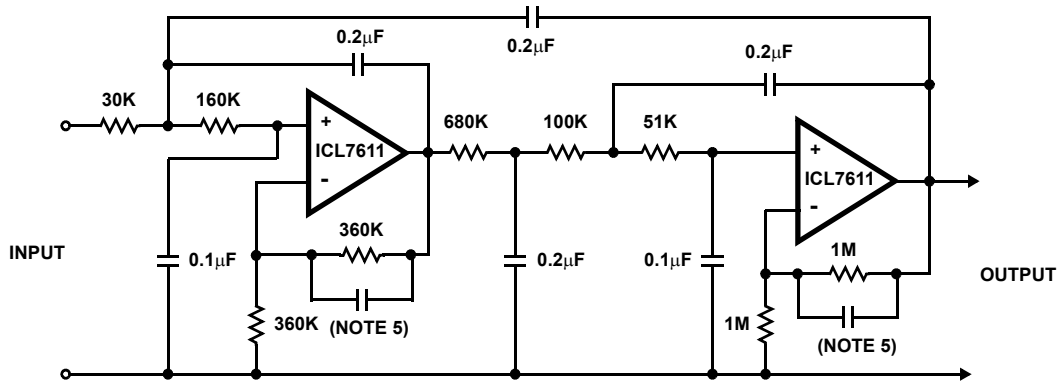 0.2µF
0.2µF
0.2µF
30K
160K
680K
100K
51K
+
ICL7611
-
+
ICL7611
-
360K
1M
INPUT
0.1µF
0.2µF
0.1µF
OUTPUT
360K
(NOTE 5)
1M
(NOTE 5)